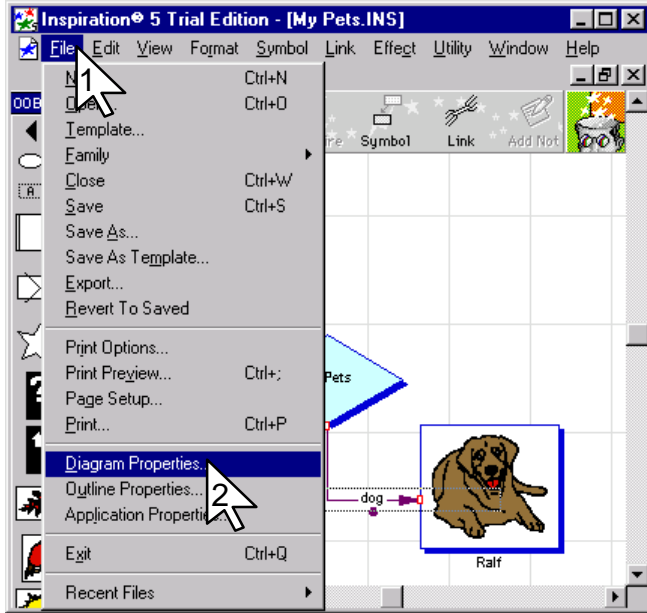 Inspiration® 5 Trial Edition - [My Pets.INS]
File Edit View Format Symbol Link Effect Utility Window Help
1
N Ctrl+N
Open... Ctrl+O
Template...
Family
Close Ctrl+W
Save Ctrl+S
Save As...
Save As Template...
Export...
Revert To Saved
Print Options...
Print Preview... Ctrl+;
Page Setup...
Print... Ctrl+P
Diagram Properties...
Outline Properties...
Application Properties...
2
Exit Ctrl+Q
Recent Files
00B
A
ire Symbol Link Add Not
Pets
dog
Ralf